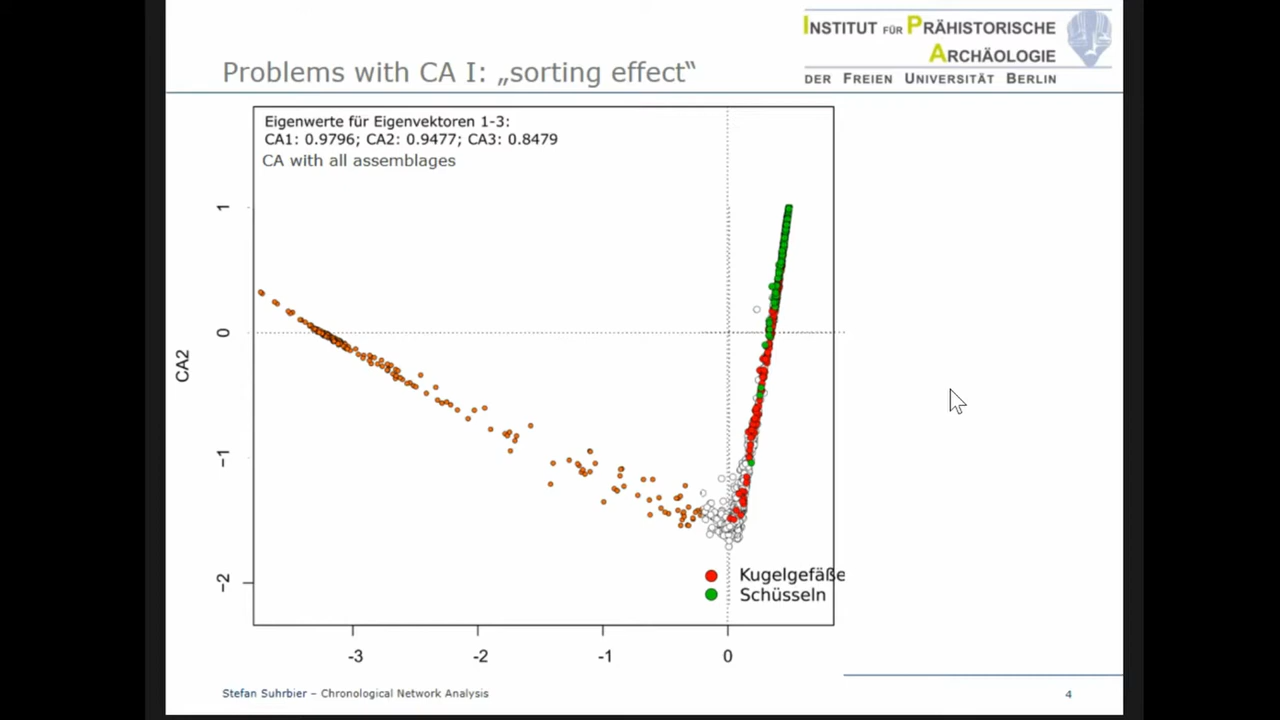 INSTITUT FÜR PRÄHISTORISCHE
ARCHÄOLOGIE
DER FREIEN UNIVERSITÄT BERLIN
Problems with CA I: „sorting effect“
Eigenwerte für Eigenvektoren 1-3:
CA1: 0.9796; CA2: 0.9477; CA3: 0.8479
CA with all assemblages
1
0
−1
−2
CA2
Kugelgefäße
Schüsseln
-3
-2
-1
0
Stefan Suhrbier – Chronological Network Analysis
4